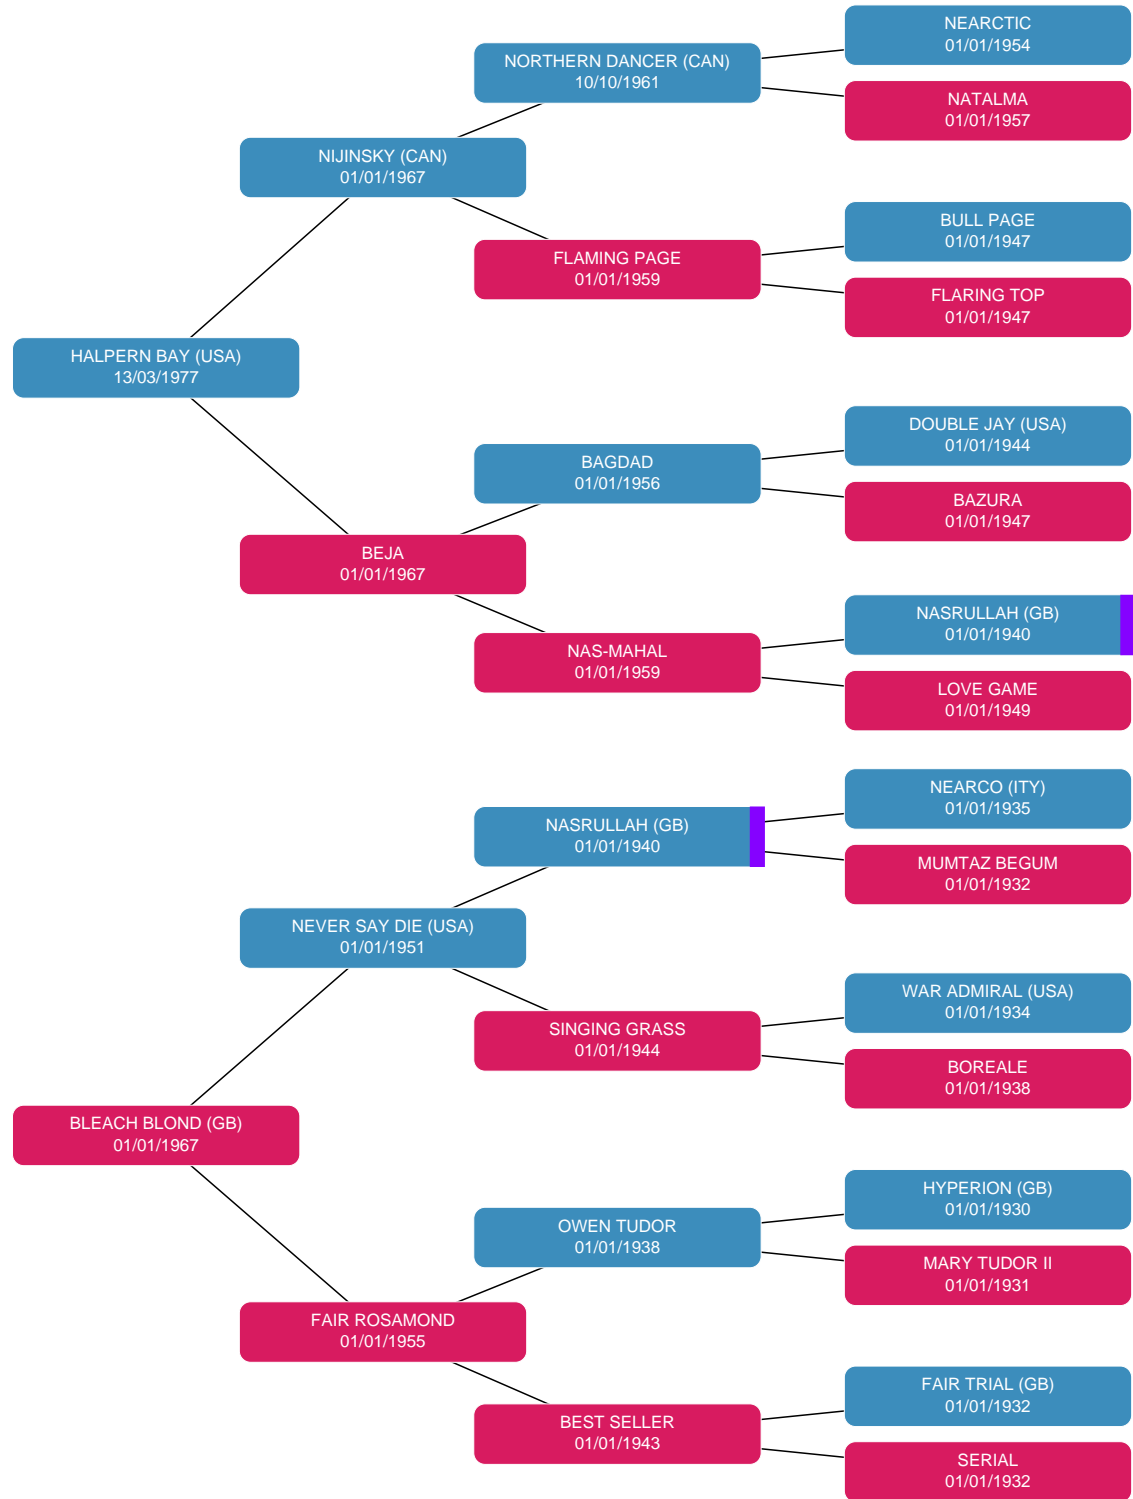 NEARCTIC
01/01/1954
NORTHERN DANCER (CAN)
10/10/1961
NATALMA
01/01/1957
NIJINSKY (CAN)
01/01/1967
BULL PAGE
01/01/1947
FLAMING PAGE
01/01/1959
FLARING TOP
01/01/1947
HALPERN BAY (USA)
13/03/1977
DOUBLE JAY (USA)
01/01/1944
BAGDAD
01/01/1956
BAZURA
01/01/1947
BEJA
01/01/1967
NASRULLAH (GB)
01/01/1940
NAS-MAHAL
01/01/1959
LOVE GAME
01/01/1949
NEARCO (ITY)
01/01/1935
NASRULLAH (GB)
01/01/1940
MUMTAZ BEGUM
01/01/1932
NEVER SAY DIE (USA)
01/01/1951
WAR ADMIRAL (USA)
01/01/1934
SINGING GRASS
01/01/1944
BOREALE
01/01/1938
BLEACH BLOND (GB)
01/01/1967
HYPERION (GB)
01/01/1930
OWEN TUDOR
01/01/1938
MARY TUDOR II
01/01/1931
FAIR ROSAMOND
01/01/1955
FAIR TRIAL (GB)
01/01/1932
BEST SELLER
01/01/1943
SERIAL
01/01/1932